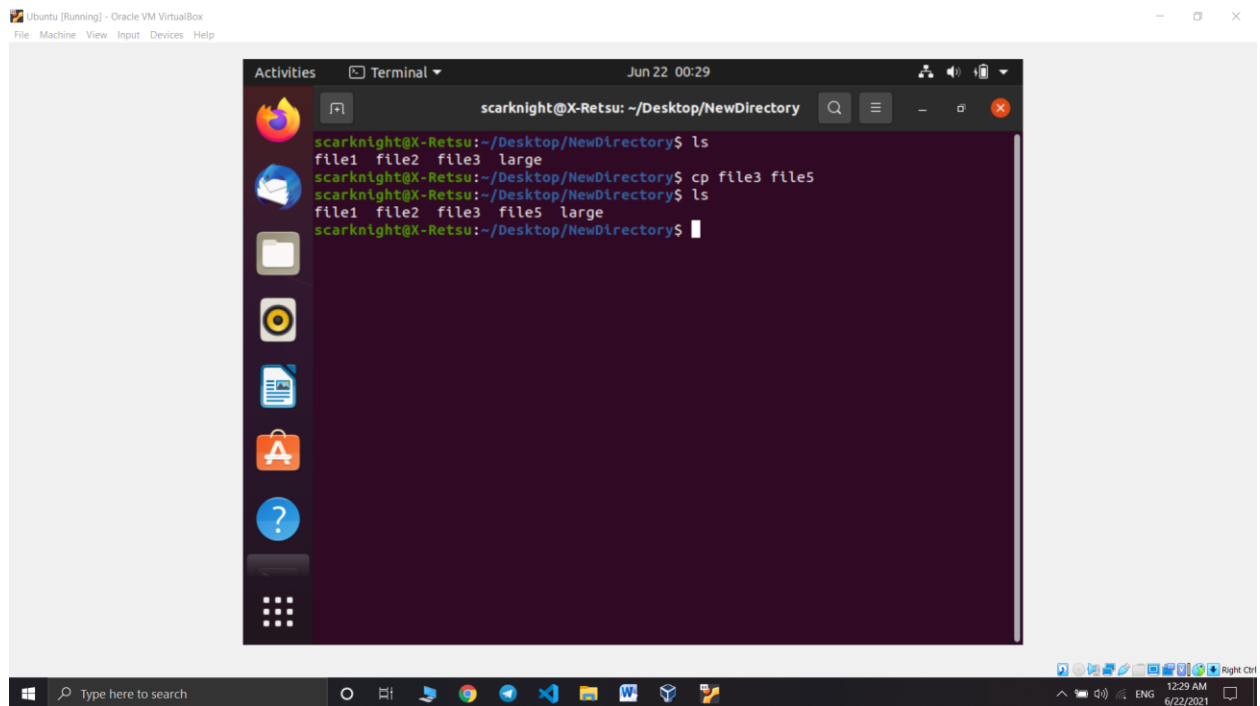 Ubuntu [Running] - Oracle VM VirtualBox
File Machine View Input Devices Help
Activities Terminal Jun 22 00:29
scarknight@X-Retsu: ~/Desktop/NewDirectory
scarknight@X-Retsu:~/Desktop/NewDirectory$ ls
file1 file2 file3 large
scarknight@X-Retsu:~/Desktop/NewDirectory$ cp file3 file5
scarknight@X-Retsu:~/Desktop/NewDirectory$ ls
file1 file2 file3 file5 large
scarknight@X-Retsu:~/Desktop/NewDirectory$
Right Ctrl
Type here to search
ENG
12:29 AM
6/22/2021